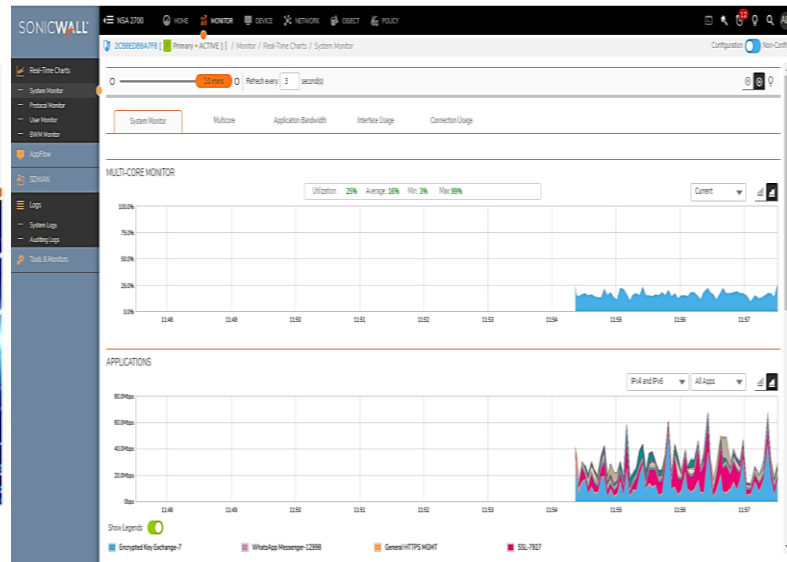 SONICWALL
NSA 2700 HOME MONITOR DEVICE NETWORK OBJECT POLICY 12
2CB8EDB9A7FB [ Primary • ACTIVE ] ] / Monitor / Real-Time Charts / System Monitor Configuration Non-Confi
Real-Time Charts
System Monitor
Protocol Monitor
User Monitor
BWM Monitor
AppFlow
SDWAN
Logs
System Logs
Auditing Logs
Tools & Monitors
10 mins Refresh every: 3 second(s)
System Monitor Multicore Application Bandwidth Interface Usage Connection Usage
MULTI-CORE MONITOR
Utilization: 25% Average: 16% Min: 3% Max: 99% Current
100.0%
75.0%
50.0%
25.0%
0.0%
11:48 11:49 11:50 11:51 11:52 11:53 11:54 11:55 11:56 11:57
APPLICATIONS
IPv4 and IPv6 All Apps
80.0Mbps
60.0Mbps
40.0Mbps
20.0Mbps
0bps
11:48 11:49 11:50 11:51 11:52 11:53 11:54 11:55 11:56 11:57
Show Legends
Encrypted Key Exchange-7 WhatsApp Messenger-12998 General HTTPS MGMT SSL-7927